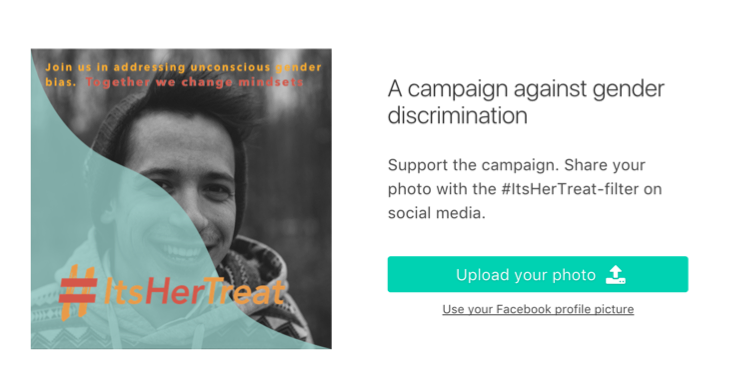 Join us in addressing unconscious gender
bias. Together we change mindsets
#ItsHerTreat
A campaign against gender
discrimination
Support the campaign. Share your
photo with the #ItsHerTreat-filter on
social media.
Upload your photo
Use your Facebook profile picture